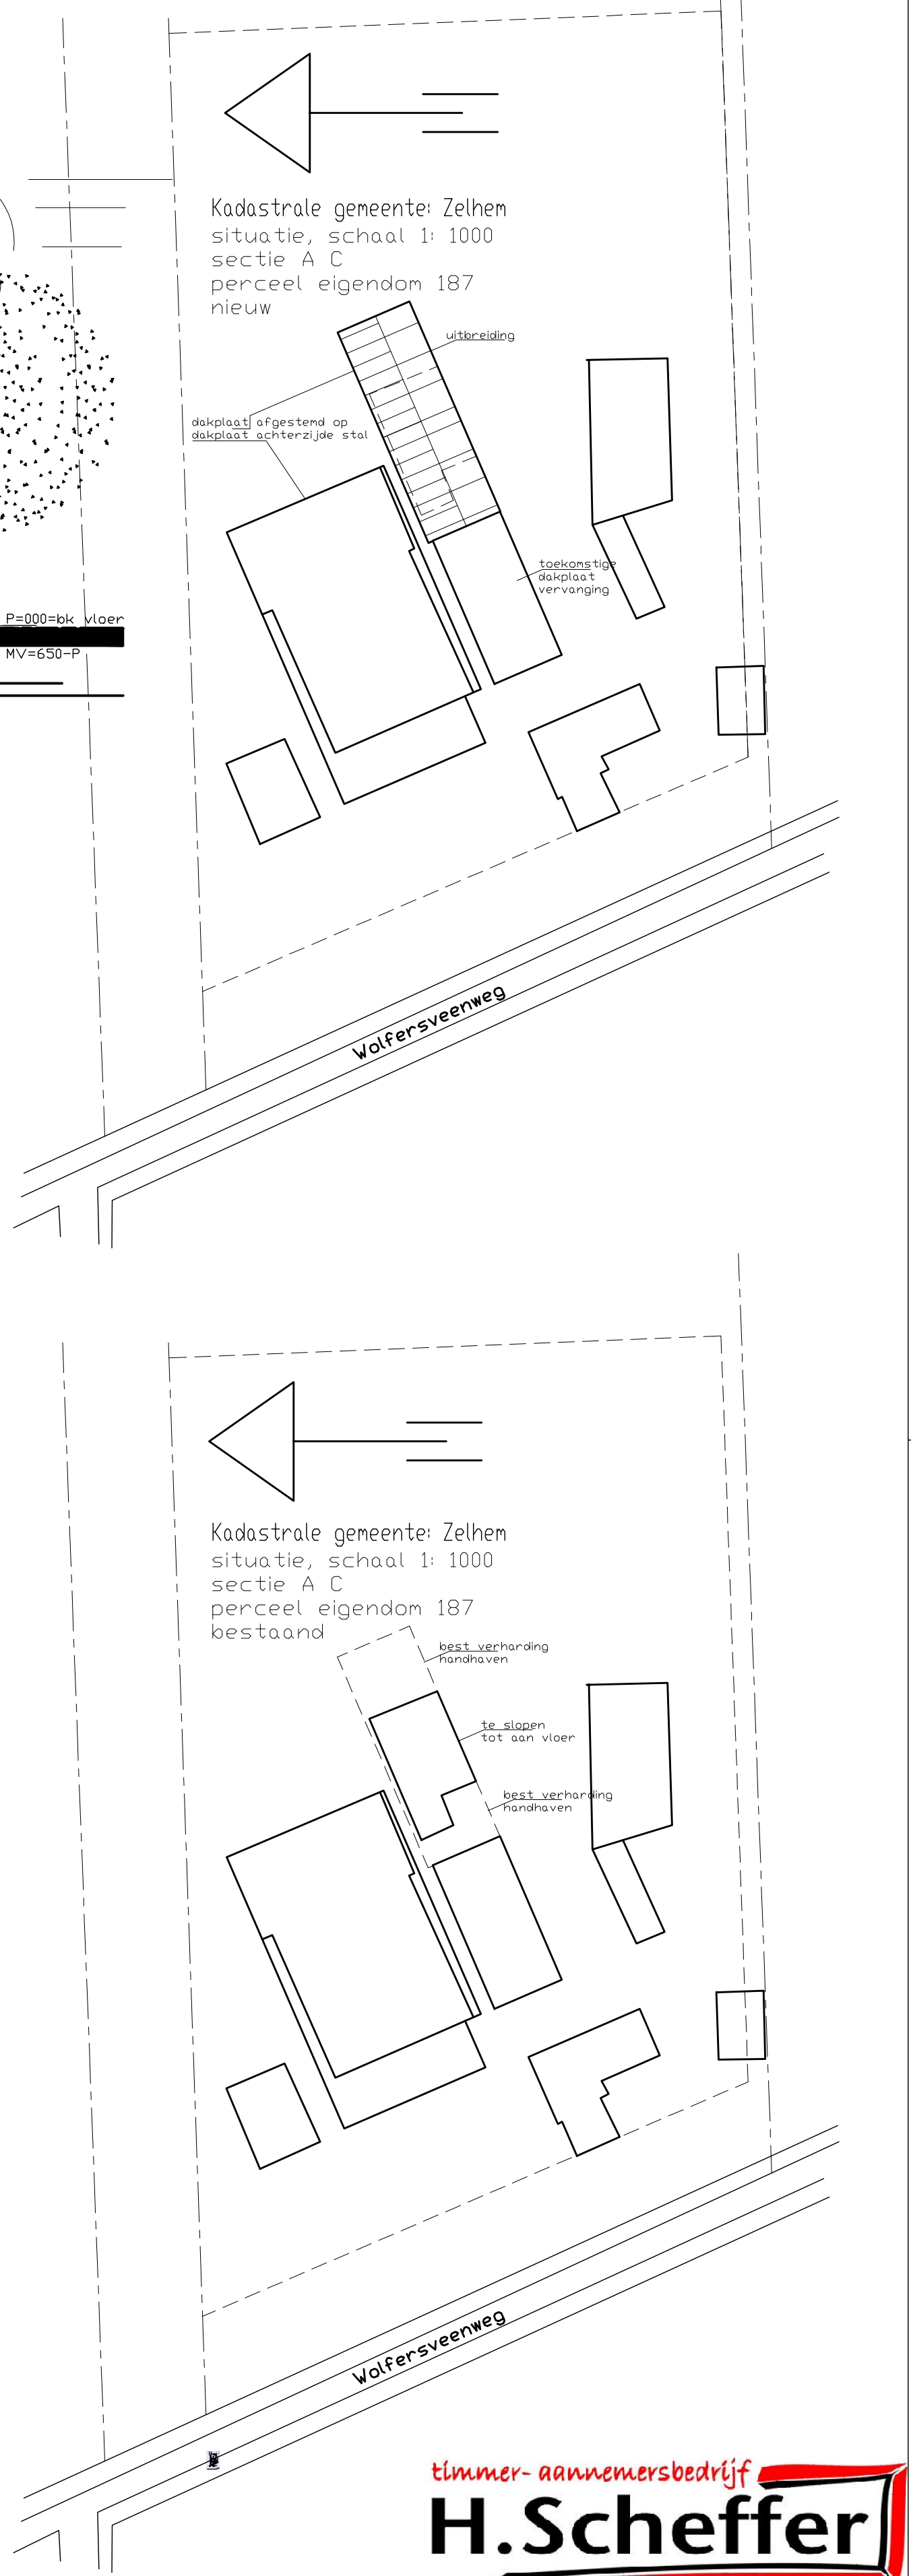 Kadastrale gemeente: Zelhem
situatie, schaal 1: 1000
sectie A C
perceel eigendom 187
nieuw
uitbreiding
dakplaat afgestemd op
dakplaat achterzijde stal
toekomstige
dakplaat
vervanging
P=000=bk vloer
MV=650-P
Wolfersveenweg
Kadastrale gemeente: Zelhem
situatie, schaal 1: 1000
sectie A C
perceel eigendom 187
bestaand
best verharding
handhaven
te slopen
tot aan vloer
best verharding
handhaven
Wolfersveenweg
timmer- aannemersbedrijf
H.Scheffer